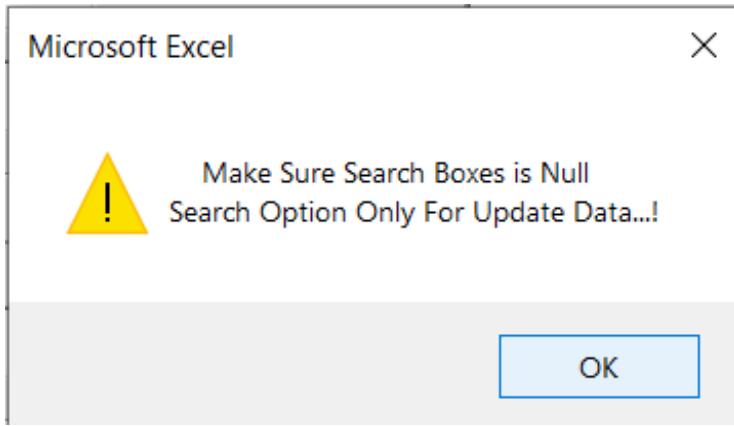 Microsoft Excel
Make Sure Search Boxes is Null
Search Option Only For Update Data...!
OK